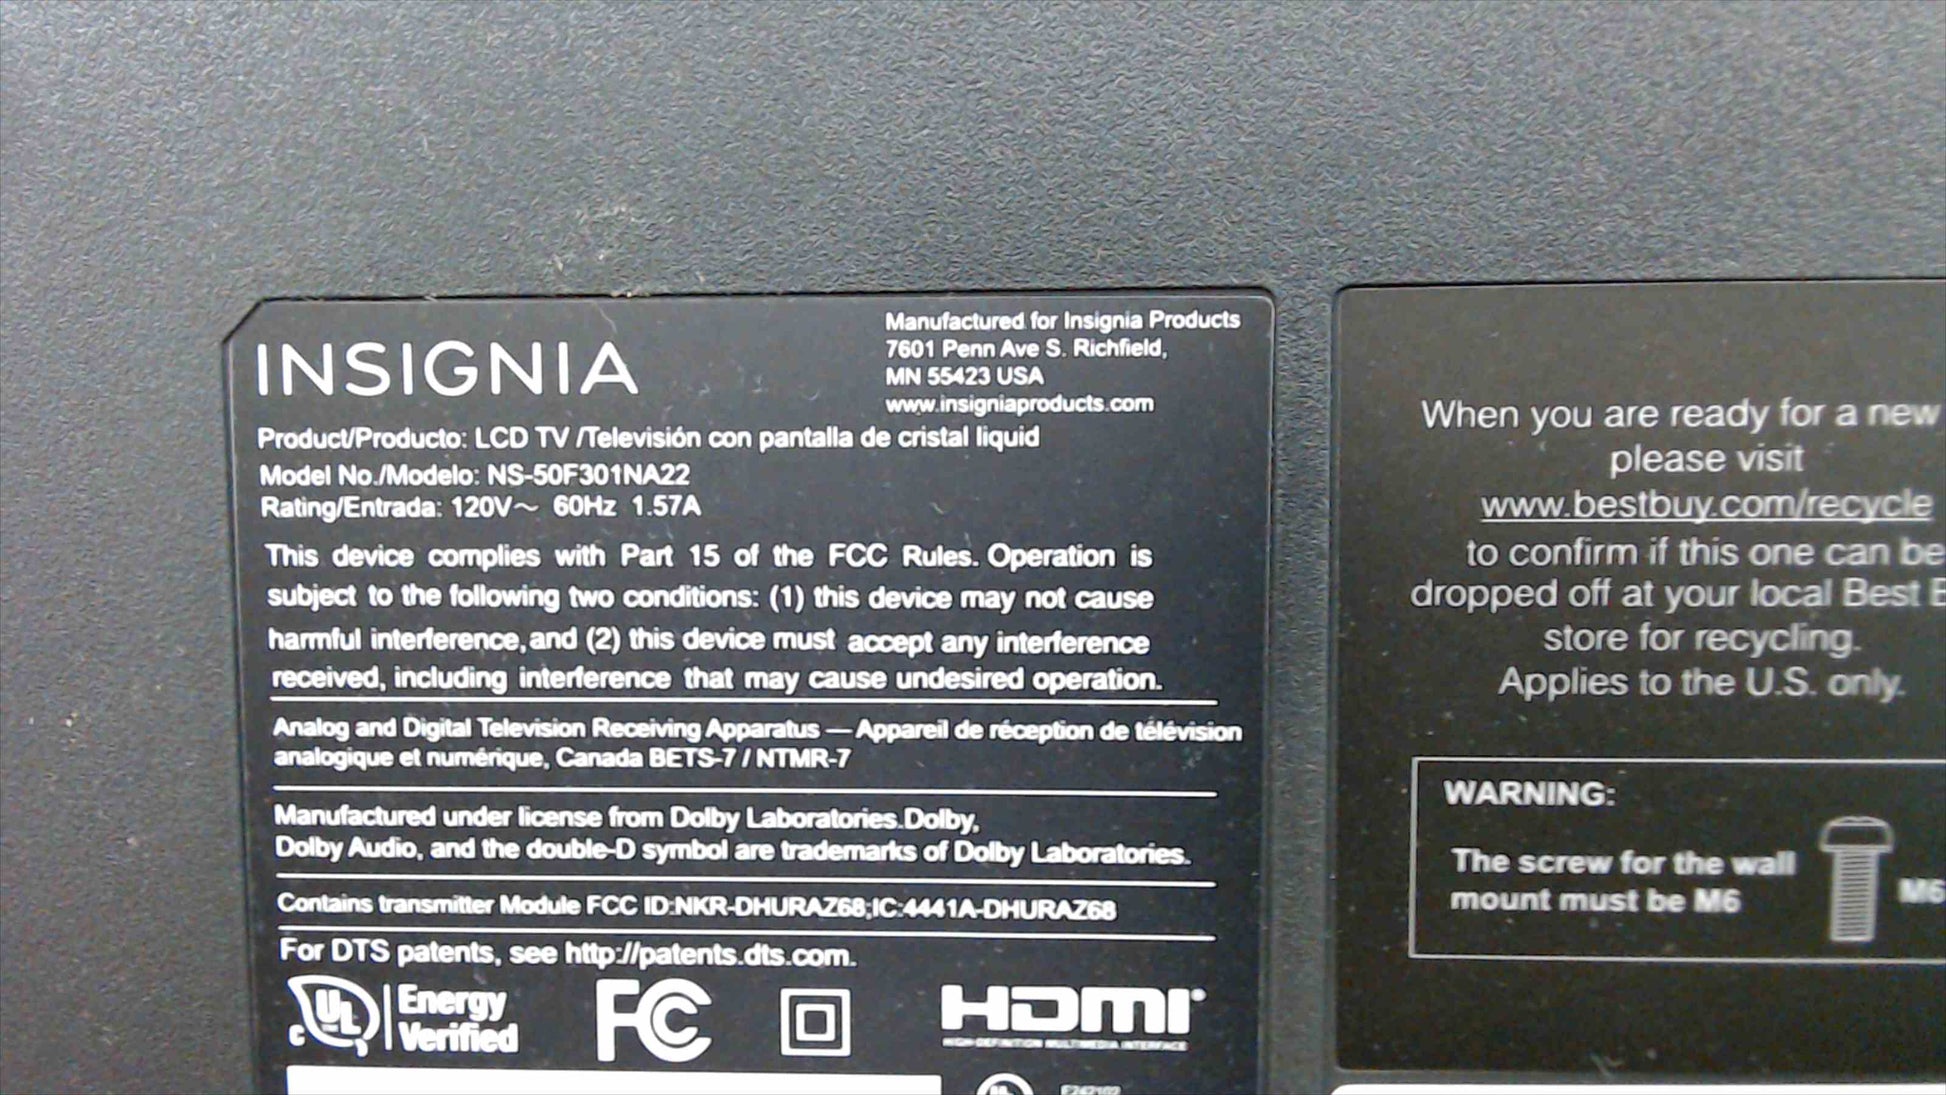 INSIGNIA
Manufactured for Insignia Products
7601 Penn Ave S. Richfield,
MN 55423 USA
www.insigniaproducts.com
Product/Producto: LCD TV /Televisión con pantalla de cristal liquid
Model No./Modelo: NS-50F301NA22
Rating/Entrada: 120V～ 60Hz 1.57A
This device complies with Part 15 of the FCC Rules. Operation is
subject to the following two conditions: (1) this device may not cause
harmful interference, and (2) this device must accept any interference
received, including interference that may cause undesired operation.
Analog and Digital Television Receiving Apparatus — Appareil de réception de télévision
analogique et numérique, Canada BETS-7 / NTMR-7
Manufactured under license from Dolby Laboratories.Dolby,
Dolby Audio, and the double-D symbol are trademarks of Dolby Laboratories.
Contains transmitter Module FCC ID:NKR-DHURAZ68;IC:4441A-DHURAZ68
For DTS patents, see http://patents.dts.com.
c UL Energy
Verified
FC
HDMI
HIGH-DEFINITION MULTIMEDIA INTERFACE
When you are ready for a new
please visit
www.bestbuy.com/recycle
to confirm if this one can be
dropped off at your local Best
store for recycling.
Applies to the U.S. only.
WARNING:
The screw for the wall
mount must be M6
M6